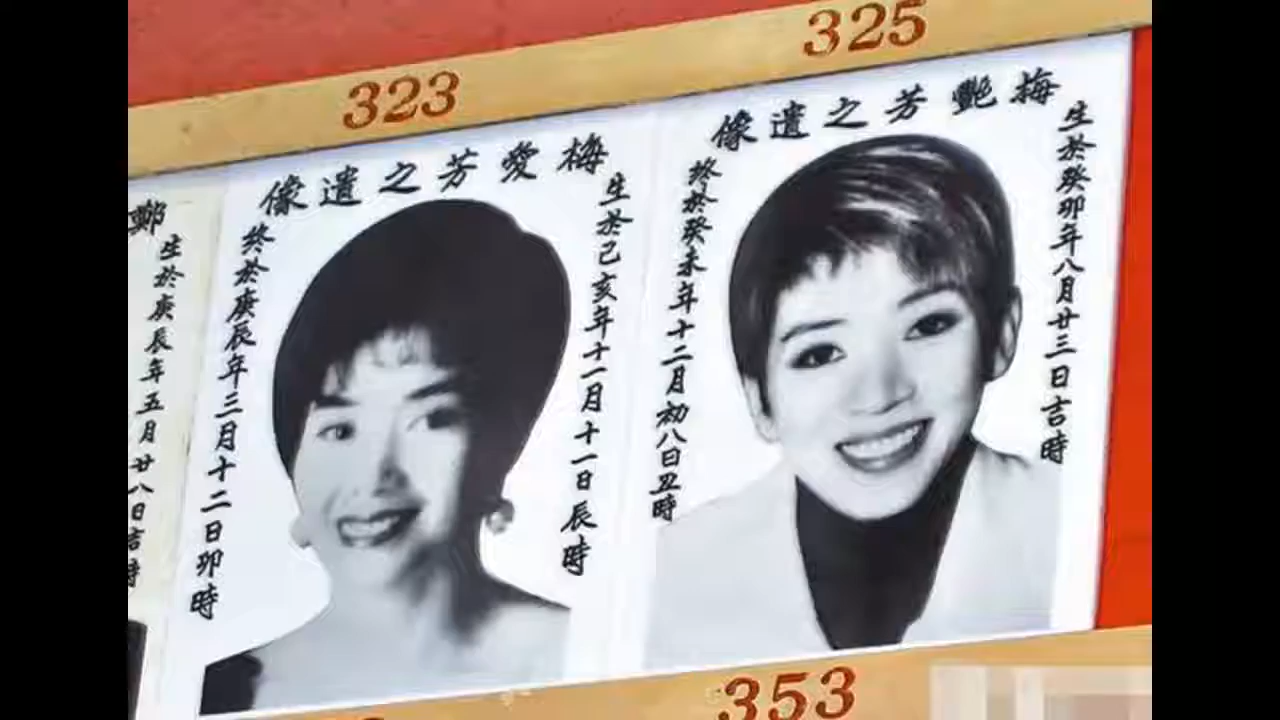 323
325
梅艷芳之遺像
生於癸卯年八月廿三日吉時
終於癸未年十二月初八日丑時
梅愛芳之遺像
生於己亥年十一月十一日辰時
終於庚辰年三月十二日卯時
鄭
生於庚辰年五月廿八日吉時
353